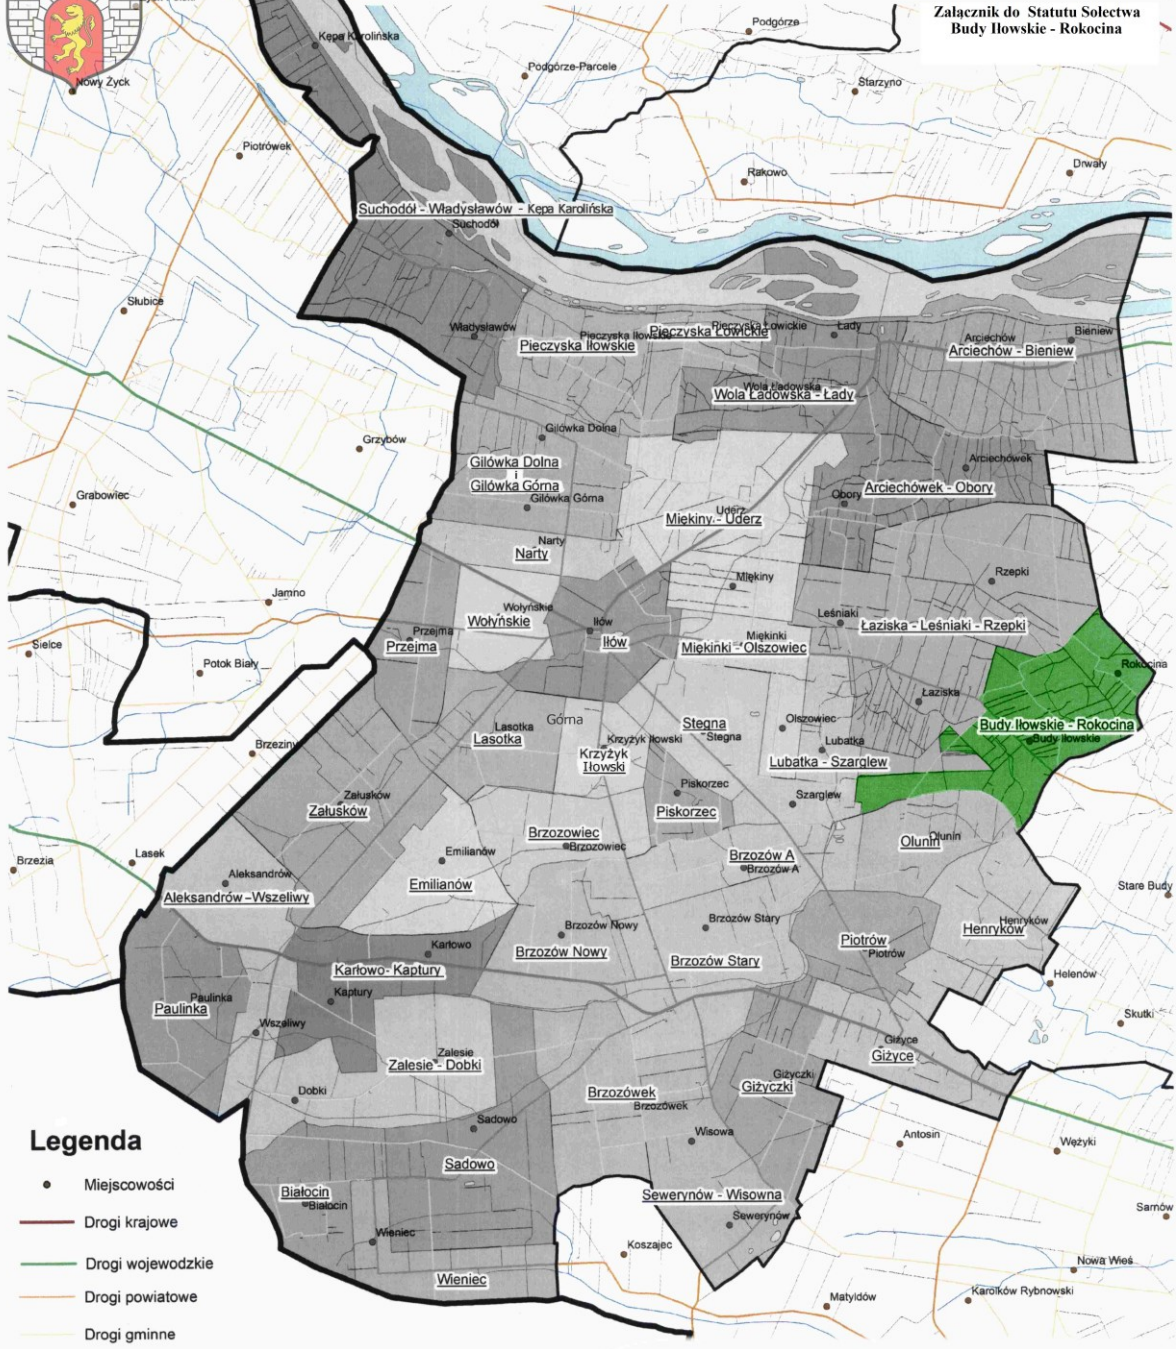 Załącznik do Statutu Sołectwa
Budy Iłowskie - Rokocina
Podgórze
Kępa Karolińska
Podgórze-Parcele
Nowy Życk
Starzyno
Piotrówek
Drwały
Rakowo
Suchodół - Władysławów - Kępa Karolińska
Suchodół
Słubice
Władysławów
Pieczyska Iłowskie
Pieczyska Iłowskie
Pieczyska Łowickie
Pieczyska Łowickie
Łady
Arciechów
Bieniew
Arciechów - Bieniew
Wola Ładowska
Wola Ładowska - Łady
Gilówka Dolna
Grzybów
Gilówka Dolna
i
Gilówka Górna
Gilówka Górna
Arciechówek
Arciechówek - Obory
Obory
Grabowiec
Uderz
Miękiny - Uderz
Narty
Narty
Rzepki
Miękiny
Jamno
Wołyńskie
Wołyńskie
Iłów
Iłów
Leśniaki
Łaziska - Leśniaki - Rzepki
Przejma
Przejma
Miękinki
Miękinki - Olszowiec
Sielce
Potok Biały
Rokocina
Łaziska
Górna
Lasotka
Lasotka
Stegna
Stegna
Olszowiec
Budy Iłowskie - Rokocina
Budy Iłowskie
Krzyżyk Iłowski
Krzyżyk
Iłowski
Lubatka
Lubatka - Szarglew
Brzeziny
Piskorzec
Piskorzec
Załusków
Załusków
Szarglew
Brzozowiec
Brzozowiec
Olunin
Olunin
Brzezia
Lasek
Emilianów
Emilianów
Brzozów A
Brzozów A
Aleksandrów
Aleksandrów - Wszeliwy
Stare Budy
Brzozów Nowy
Brzozów Nowy
Brzozów Stary
Brzozów Stary
Henryków
Henryków
Piotrów
Piotrów
Karłowo
Karłowo - Kaptury
Kaptury
Helenów
Paulinka
Paulinka
Wszeliwy
Skutki
Giżyce
Giżyce
Zalesie
Zalesie - Dobki
Giżyczki
Giżyczki
Dobki
Brzozówek
Brzozówek
Sadowo
Sadowo
Wisowa
Antosin
Wężyki
Legenda
Miejscowości
Drogi krajowe
Drogi wojewodzkie
Drogi powiatowe
Drogi gminne
Białocin
Białocin
Sewerynów - Wisowna
Sewerynów
Sarnów
Wieniec
Wieniec
Koszajec
Nowa Wieś
Matyldów
Karolków Rybnowski